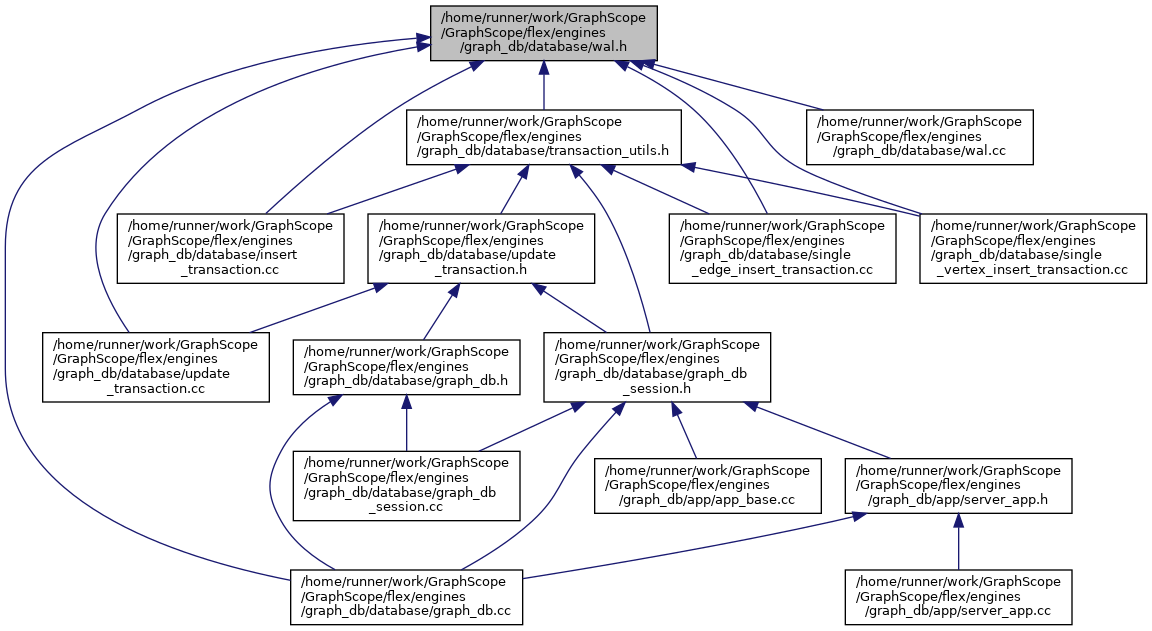 /home/runner/work/GraphScope
/GraphScope/flex/engines
/graph_db/database/wal.h
/home/runner/work/GraphScope
/GraphScope/flex/engines
/graph_db/database/transaction_utils.h
/home/runner/work/GraphScope
/GraphScope/flex/engines
/graph_db/database/wal.cc
/home/runner/work/GraphScope
/GraphScope/flex/engines
/graph_db/database/insert
_transaction.cc
/home/runner/work/GraphScope
/GraphScope/flex/engines
/graph_db/database/update
_transaction.h
/home/runner/work/GraphScope
/GraphScope/flex/engines
/graph_db/database/single
_edge_insert_transaction.cc
/home/runner/work/GraphScope
/GraphScope/flex/engines
/graph_db/database/single
_vertex_insert_transaction.cc
/home/runner/work/GraphScope
/GraphScope/flex/engines
/graph_db/database/update
_transaction.cc
/home/runner/work/GraphScope
/GraphScope/flex/engines
/graph_db/database/graph_db.h
/home/runner/work/GraphScope
/GraphScope/flex/engines
/graph_db/database/graph_db
_session.h
/home/runner/work/GraphScope
/GraphScope/flex/engines
/graph_db/database/graph_db
_session.cc
/home/runner/work/GraphScope
/GraphScope/flex/engines
/graph_db/app/app_base.cc
/home/runner/work/GraphScope
/GraphScope/flex/engines
/graph_db/app/server_app.h
/home/runner/work/GraphScope
/GraphScope/flex/engines
/graph_db/database/graph_db.cc
/home/runner/work/GraphScope
/GraphScope/flex/engines
/graph_db/app/server_app.cc